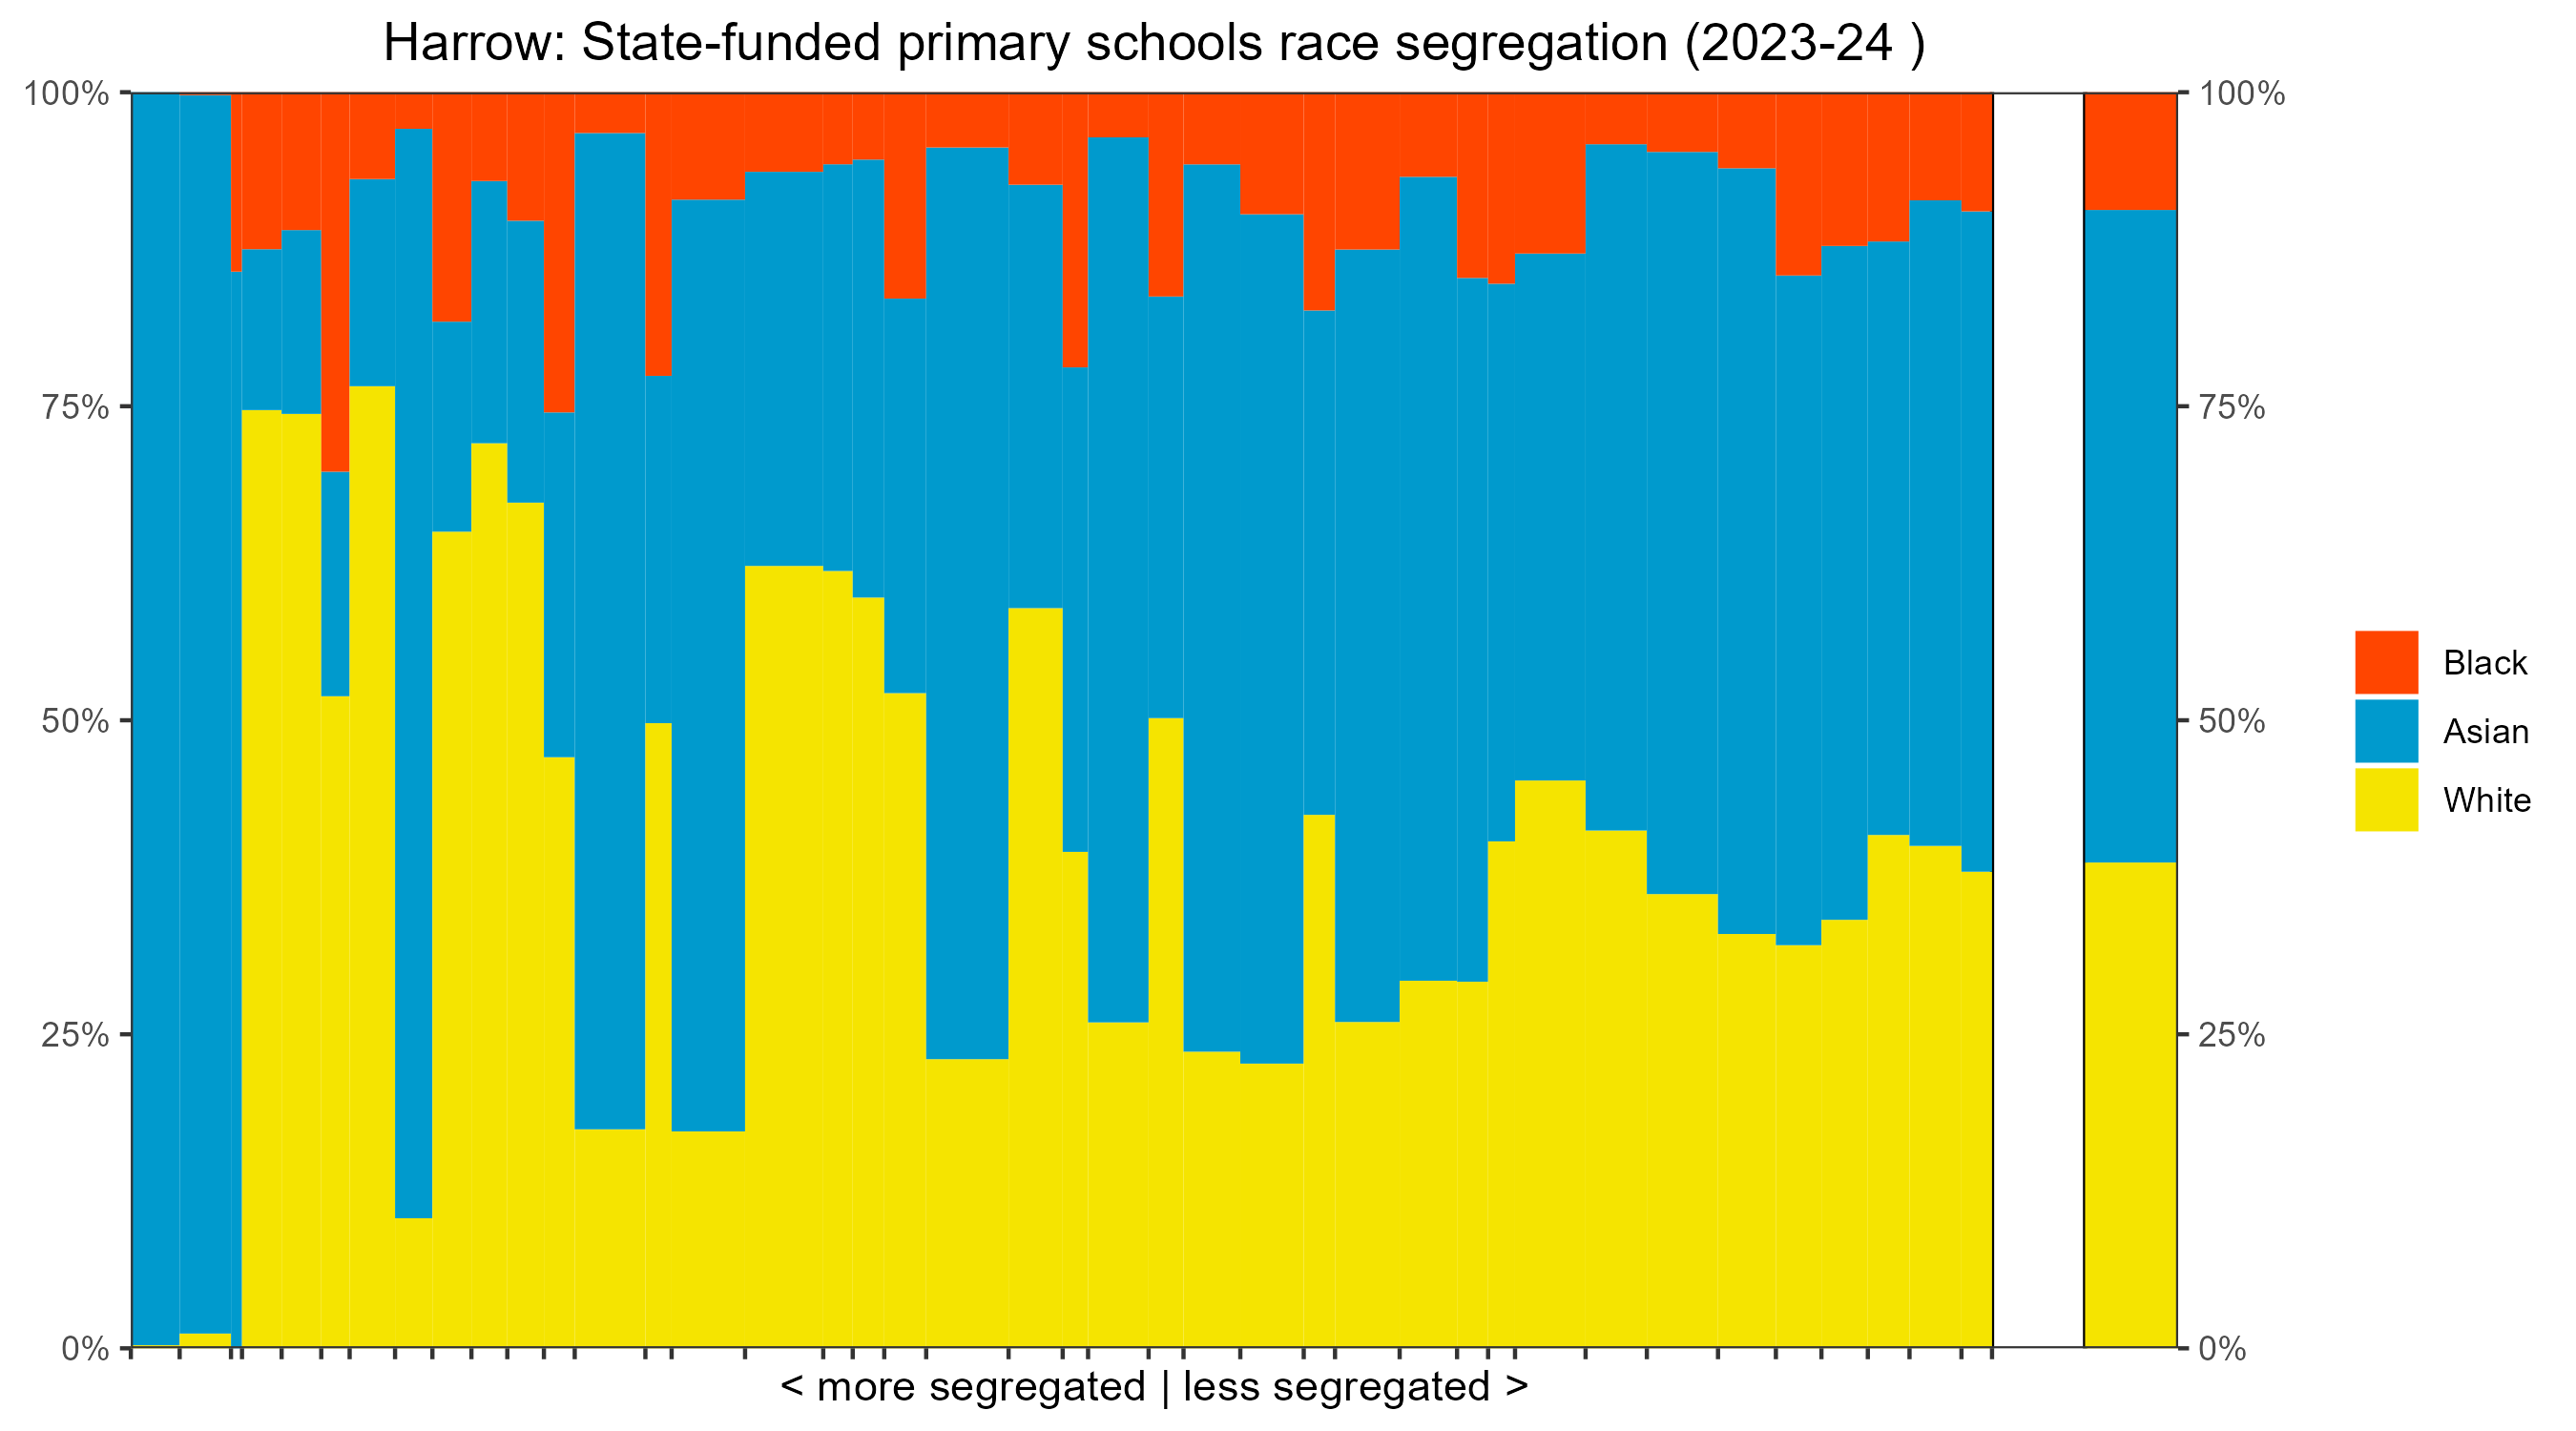 Harrow: State-funded primary schools race segregation (2023-24 )
100%
75%
50%
25%
0%
100%
75%
50%
25%
0%
Black
Asian
White
< more segregated | less segregated >